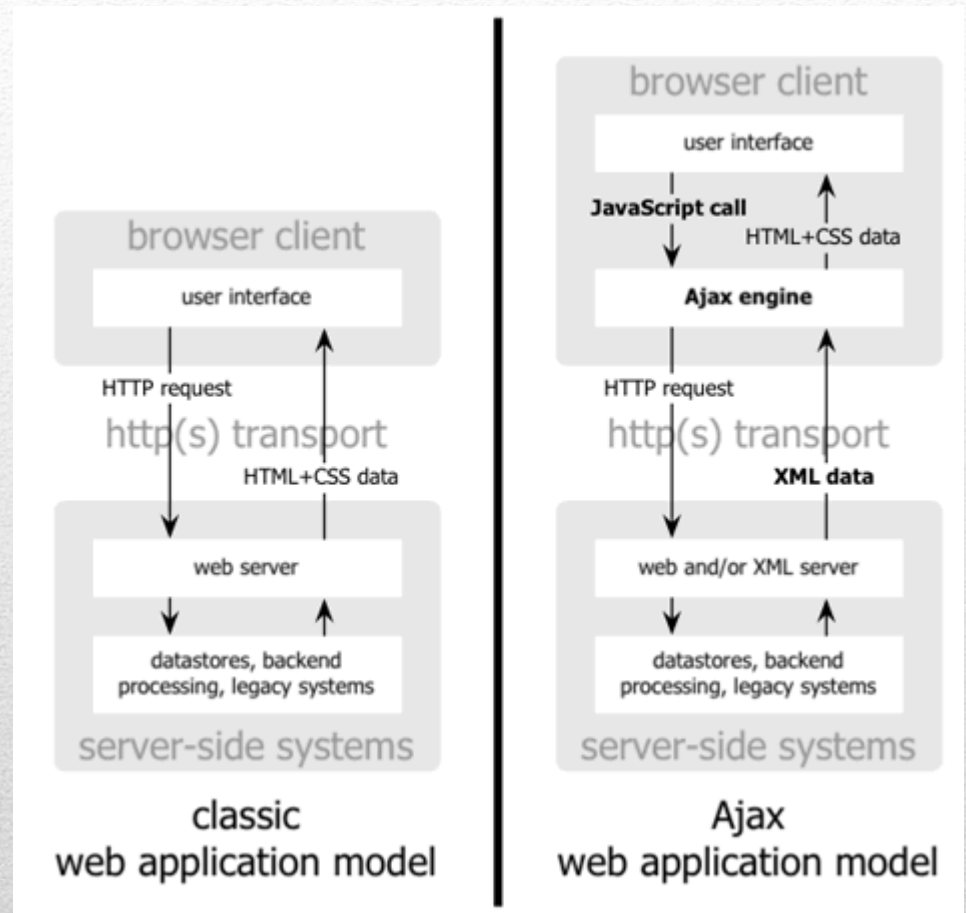 browser client
user interface
HTTP request
http(s) transport
HTML+CSS data
web server
datastores, backend
processing, legacy systems
server-side systems
classic
web application model
browser client
user interface
JavaScript call
HTML+CSS data
Ajax engine
HTTP request
http(s) transport
XML data
web and/or XML server
datastores, backend
processing, legacy systems
server-side systems
Ajax
web application model